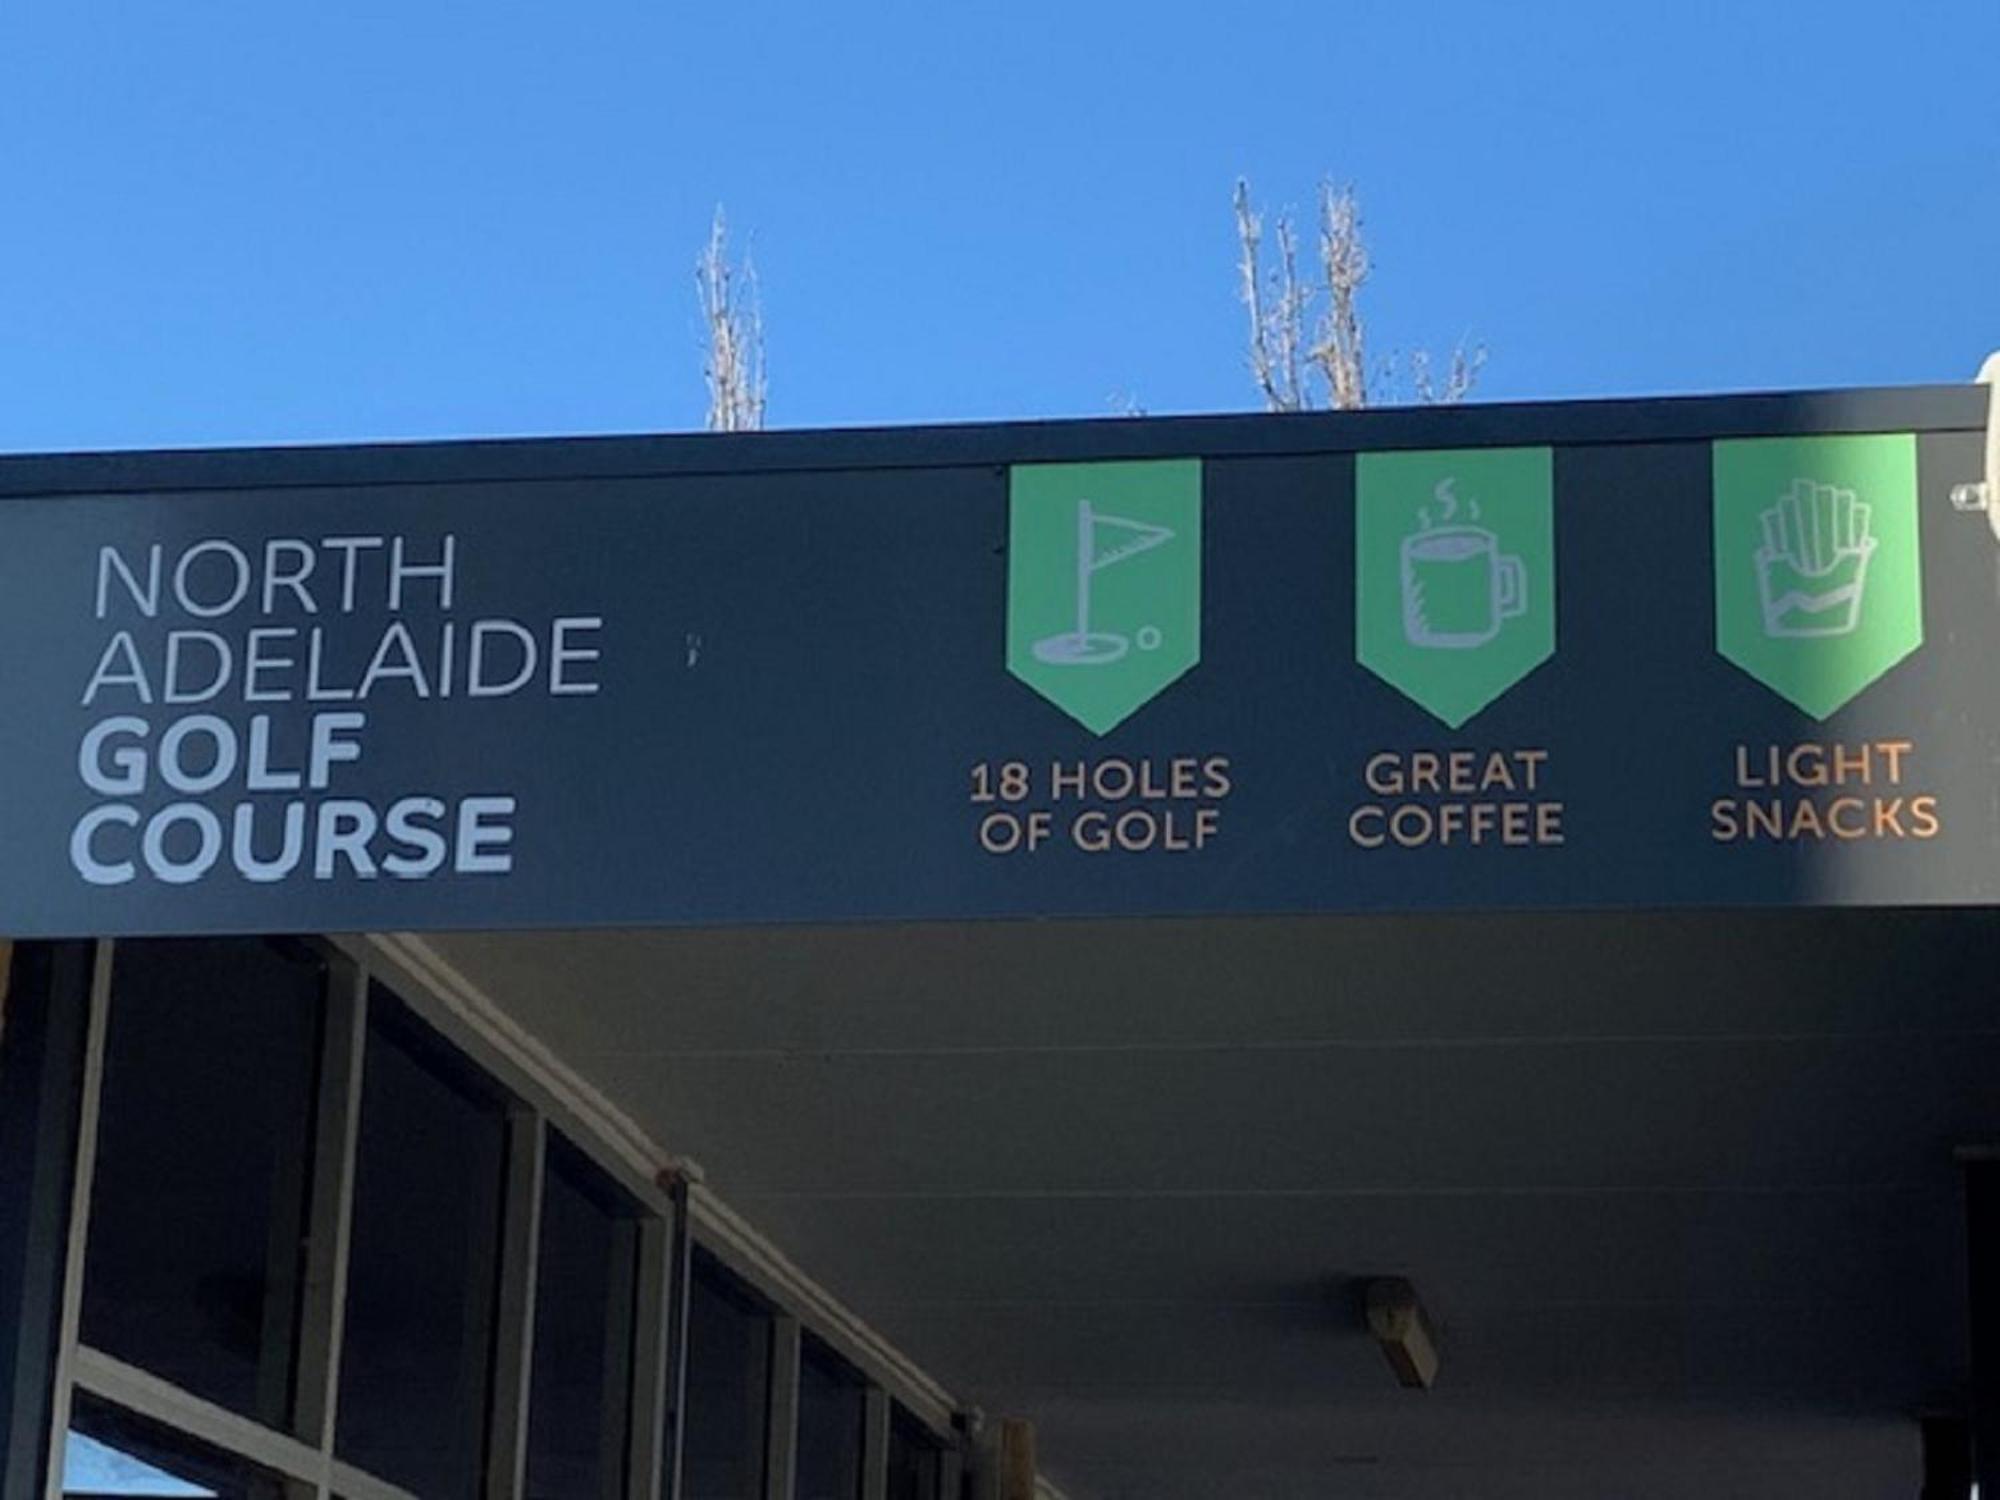 NORTH
ADELAIDE
GOLF
COURSE
18 HOLES
OF GOLF
GREAT
COFFEE
LIGHT
SNACKS